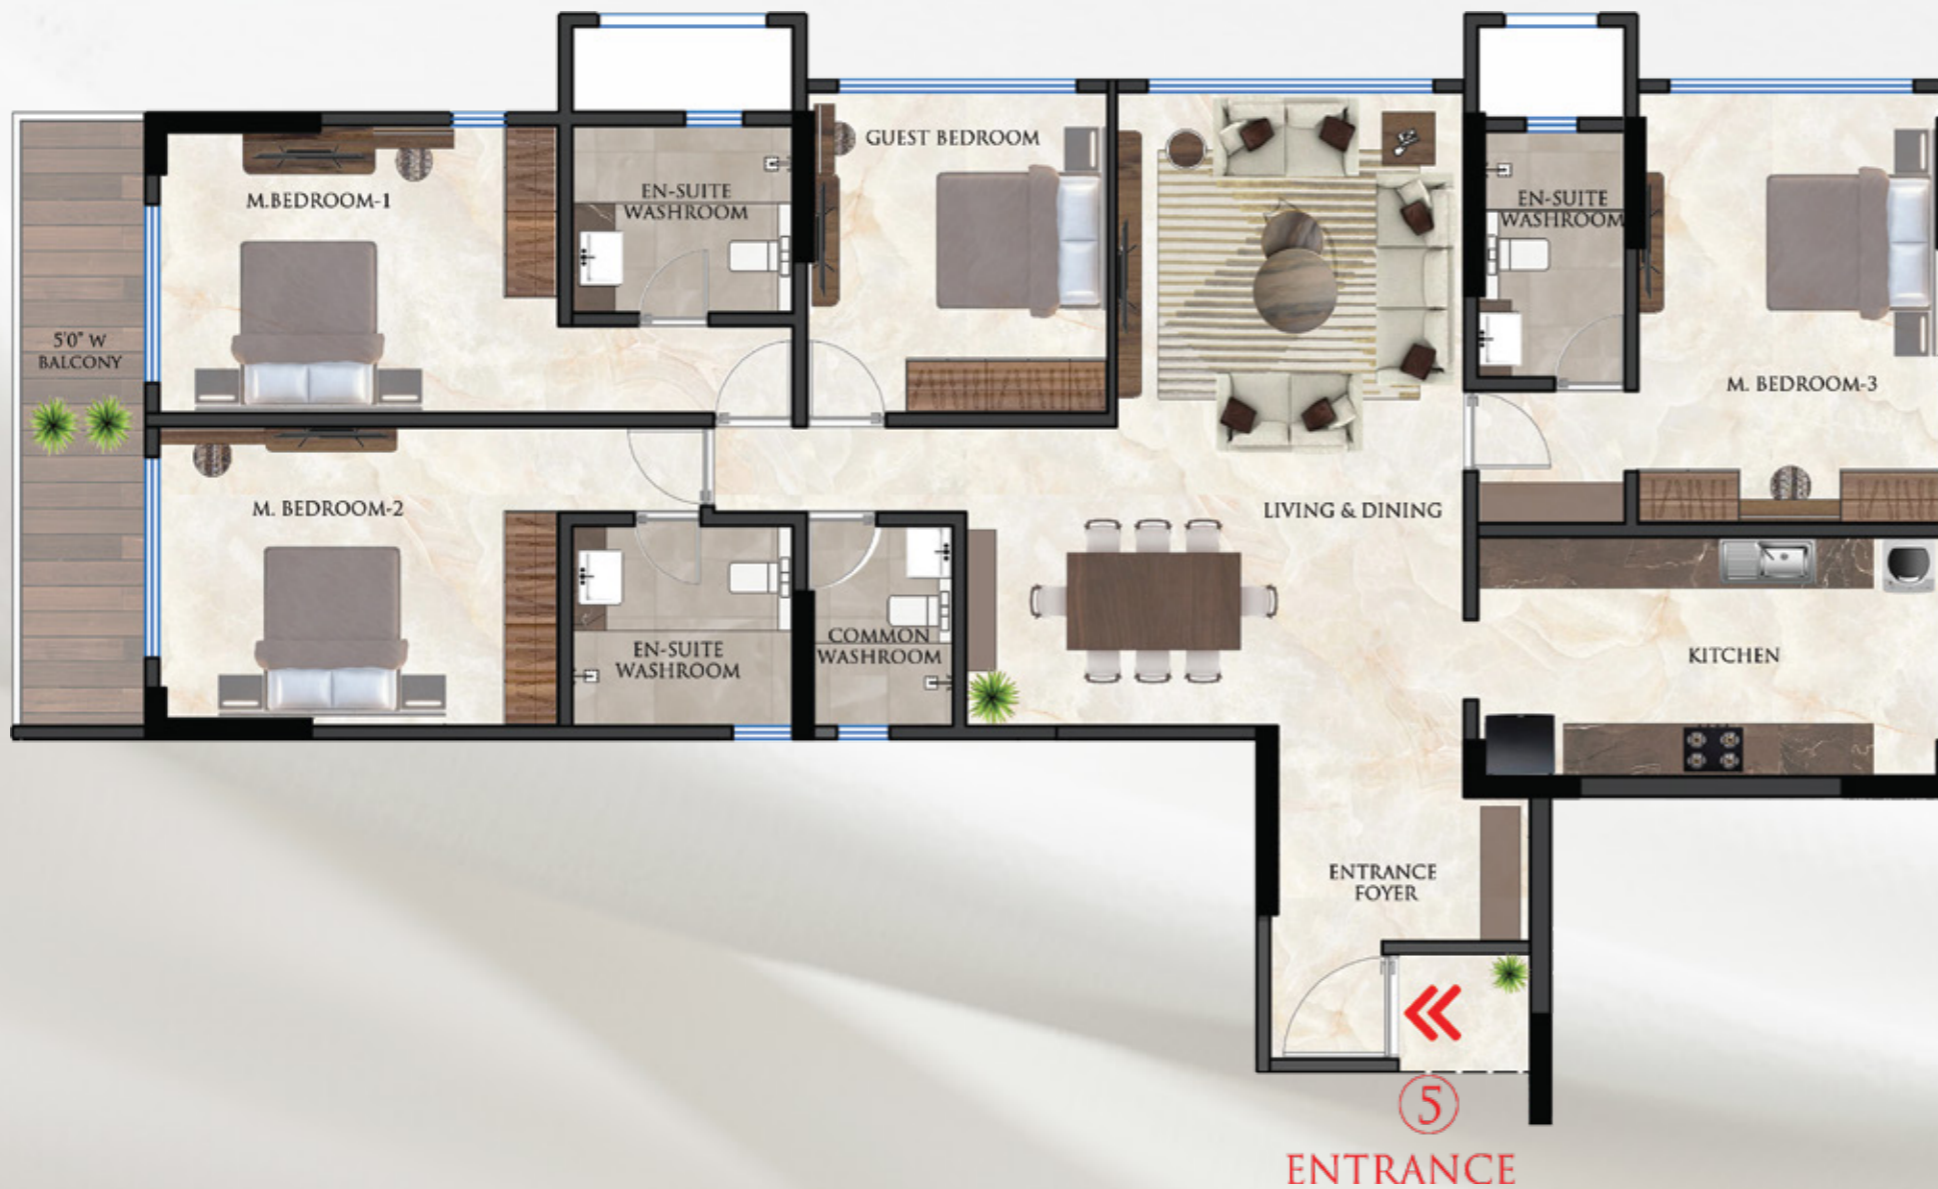 GUEST BEDROOM
M.BEDROOM-1
EN-SUITE
WASHROOM
EN-SUITE
WASHROOM
5'0" W
BALCONY
M. BEDROOM-3
M. BEDROOM-2
LIVING & DINING
EN-SUITE
WASHROOM
COMMON
WASHROOM
KITCHEN
ENTRANCE
FOYER
5
ENTRANCE